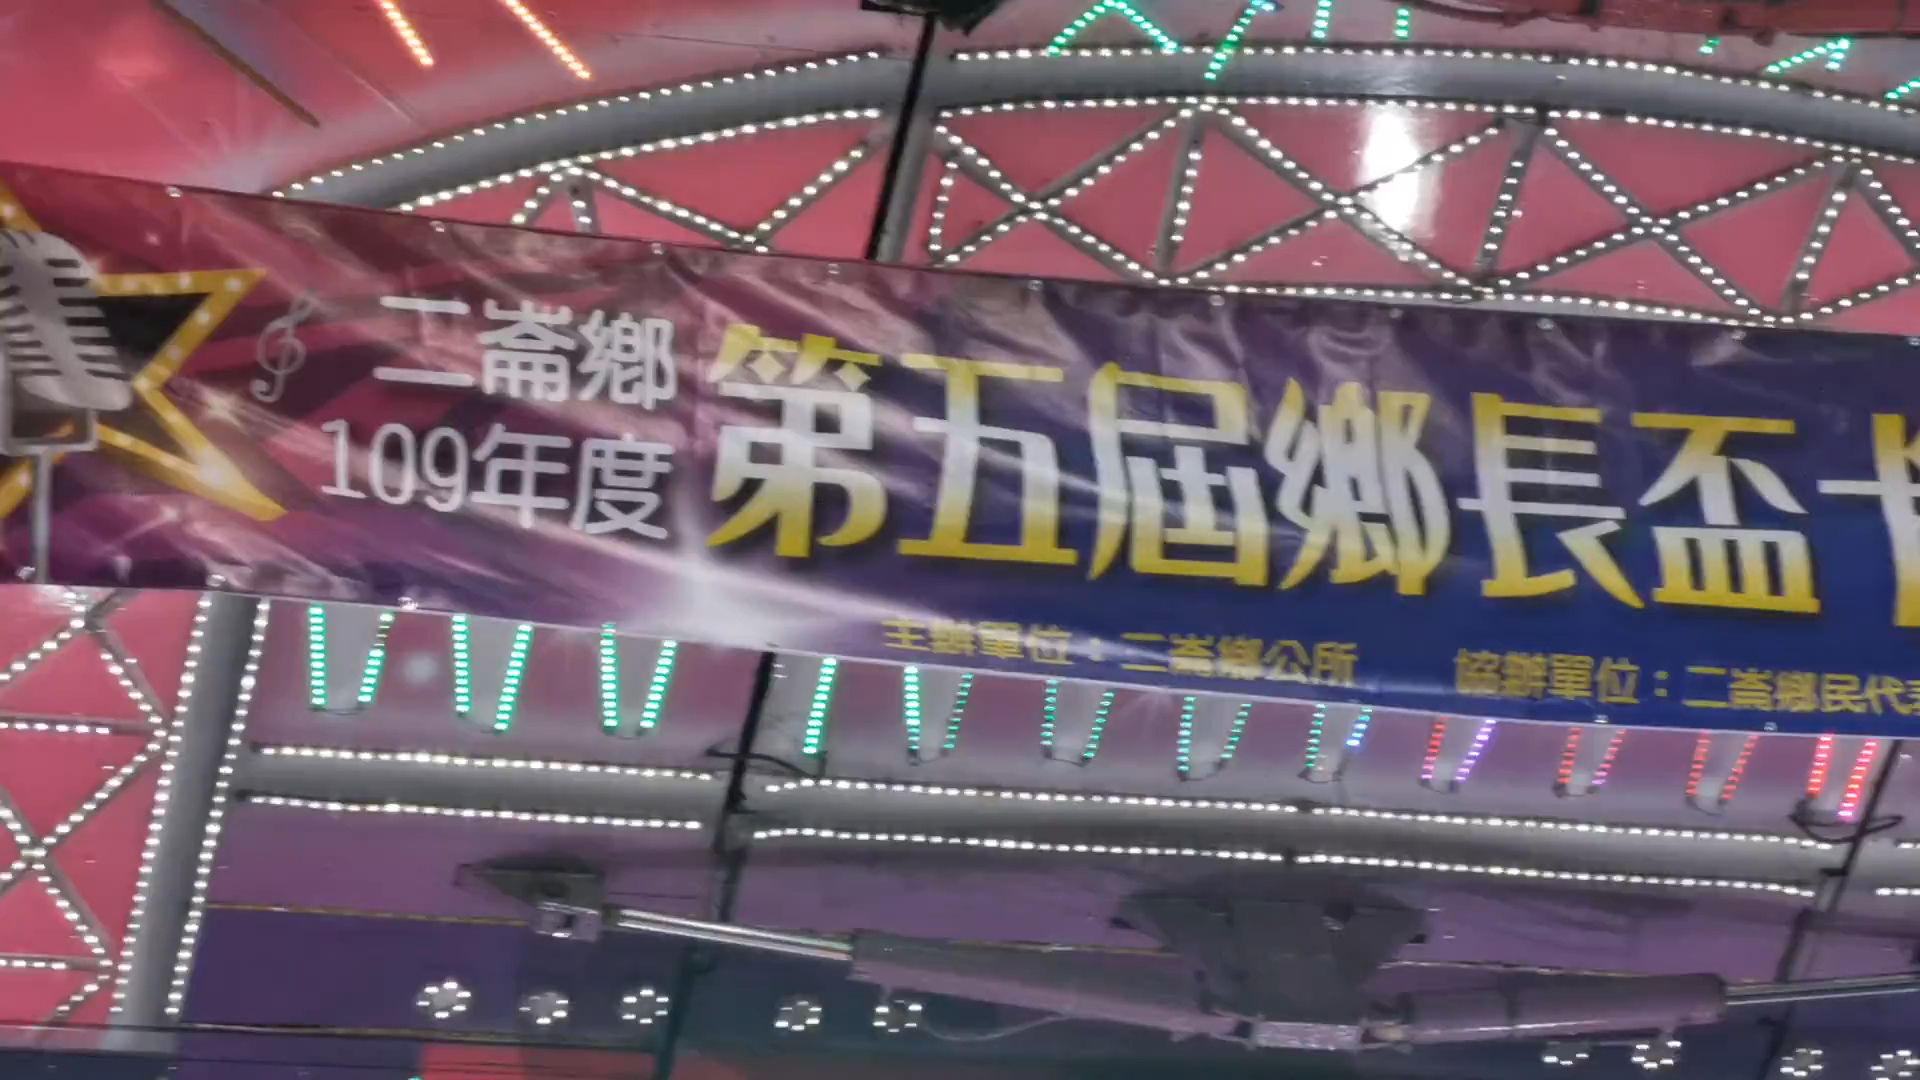 二崙鄉
109年度
第五屆鄉長盃
主辦單位：二崙鄉公所
協辦單位：二崙鄉民代表